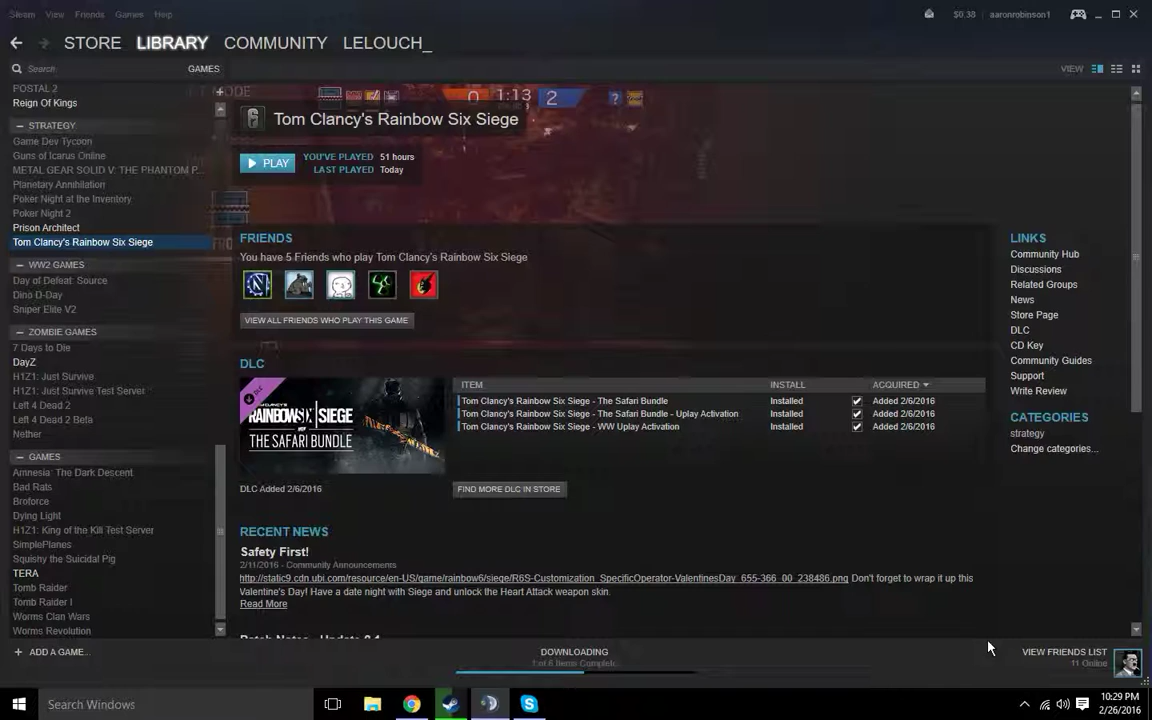 Steam View Friends Games Help $0.38 aaronrobinson1
STORE LIBRARY COMMUNITY LELOUCH_
Search GAMES VIEW
POSTAL 2
Reign Of Kings
STRATEGY
Game Dev Tycoon
Guns of Icarus Online
METAL GEAR SOLID V: THE PHANTOM P...
Planetary Annihilation
Poker Night at the Inventory
Poker Night 2
Prison Architect
Tom Clancy's Rainbow Six Siege
WW2 GAMES
Day of Defeat: Source
Dino D-Day
Sniper Elite V2
ZOMBIE GAMES
7 Days to Die
DayZ
H1Z1: Just Survive
H1Z1: Just Survive Test Server
Left 4 Dead 2
Left 4 Dead 2 Beta
Nether
GAMES
Amnesia: The Dark Descent
Bad Rats
Broforce
Dying Light
H1Z1: King of the Kill Test Server
SimplePlanes
Squishy the Suicidal Pig
TERA
Tomb Raider
Tomb Raider I
Worms Clan Wars
Worms Revolution
+ ADD A GAME...
0 1:13 2
Tom Clancy's Rainbow Six Siege
PLAY
YOU'VE PLAYED 51 hours
LAST PLAYED Today
FRIENDS
You have 5 Friends who play Tom Clancy's Rainbow Six Siege
VIEW ALL FRIENDS WHO PLAY THIS GAME
DLC
DLC
TOM CLANCY'S
RAINBOW SIX SIEGE
THE SAFARI BUNDLE
DLC Added 2/6/2016
ITEM INSTALL ACQUIRED
Tom Clancy's Rainbow Six Siege - The Safari Bundle Installed Added 2/6/2016
Tom Clancy's Rainbow Six Siege - The Safari Bundle - Uplay Activation Installed Added 2/6/2016
Tom Clancy's Rainbow Six Siege - WW Uplay Activation Installed Added 2/6/2016
FIND MORE DLC IN STORE
RECENT NEWS
Safety First!
2/11/2016 - Community Announcements
http://static9.cdn.ubi.com/resource/en-US/game/rainbow6/siege/R6S-Customization_SpecificOperator-ValentinesDay_655-366_00_238486.png Don't forget to wrap it up this
Valentine's Day! Have a date night with Siege and unlock the Heart Attack weapon skin.
Read More
LINKS
Community Hub
Discussions
Related Groups
News
Store Page
DLC
CD Key
Community Guides
Support
Write Review
CATEGORIES
strategy
Change categories...
DOWNLOADING
1 of 6 Items Complete
VIEW FRIENDS LIST
11 Online
Search Windows
10:29 PM
2/26/2016